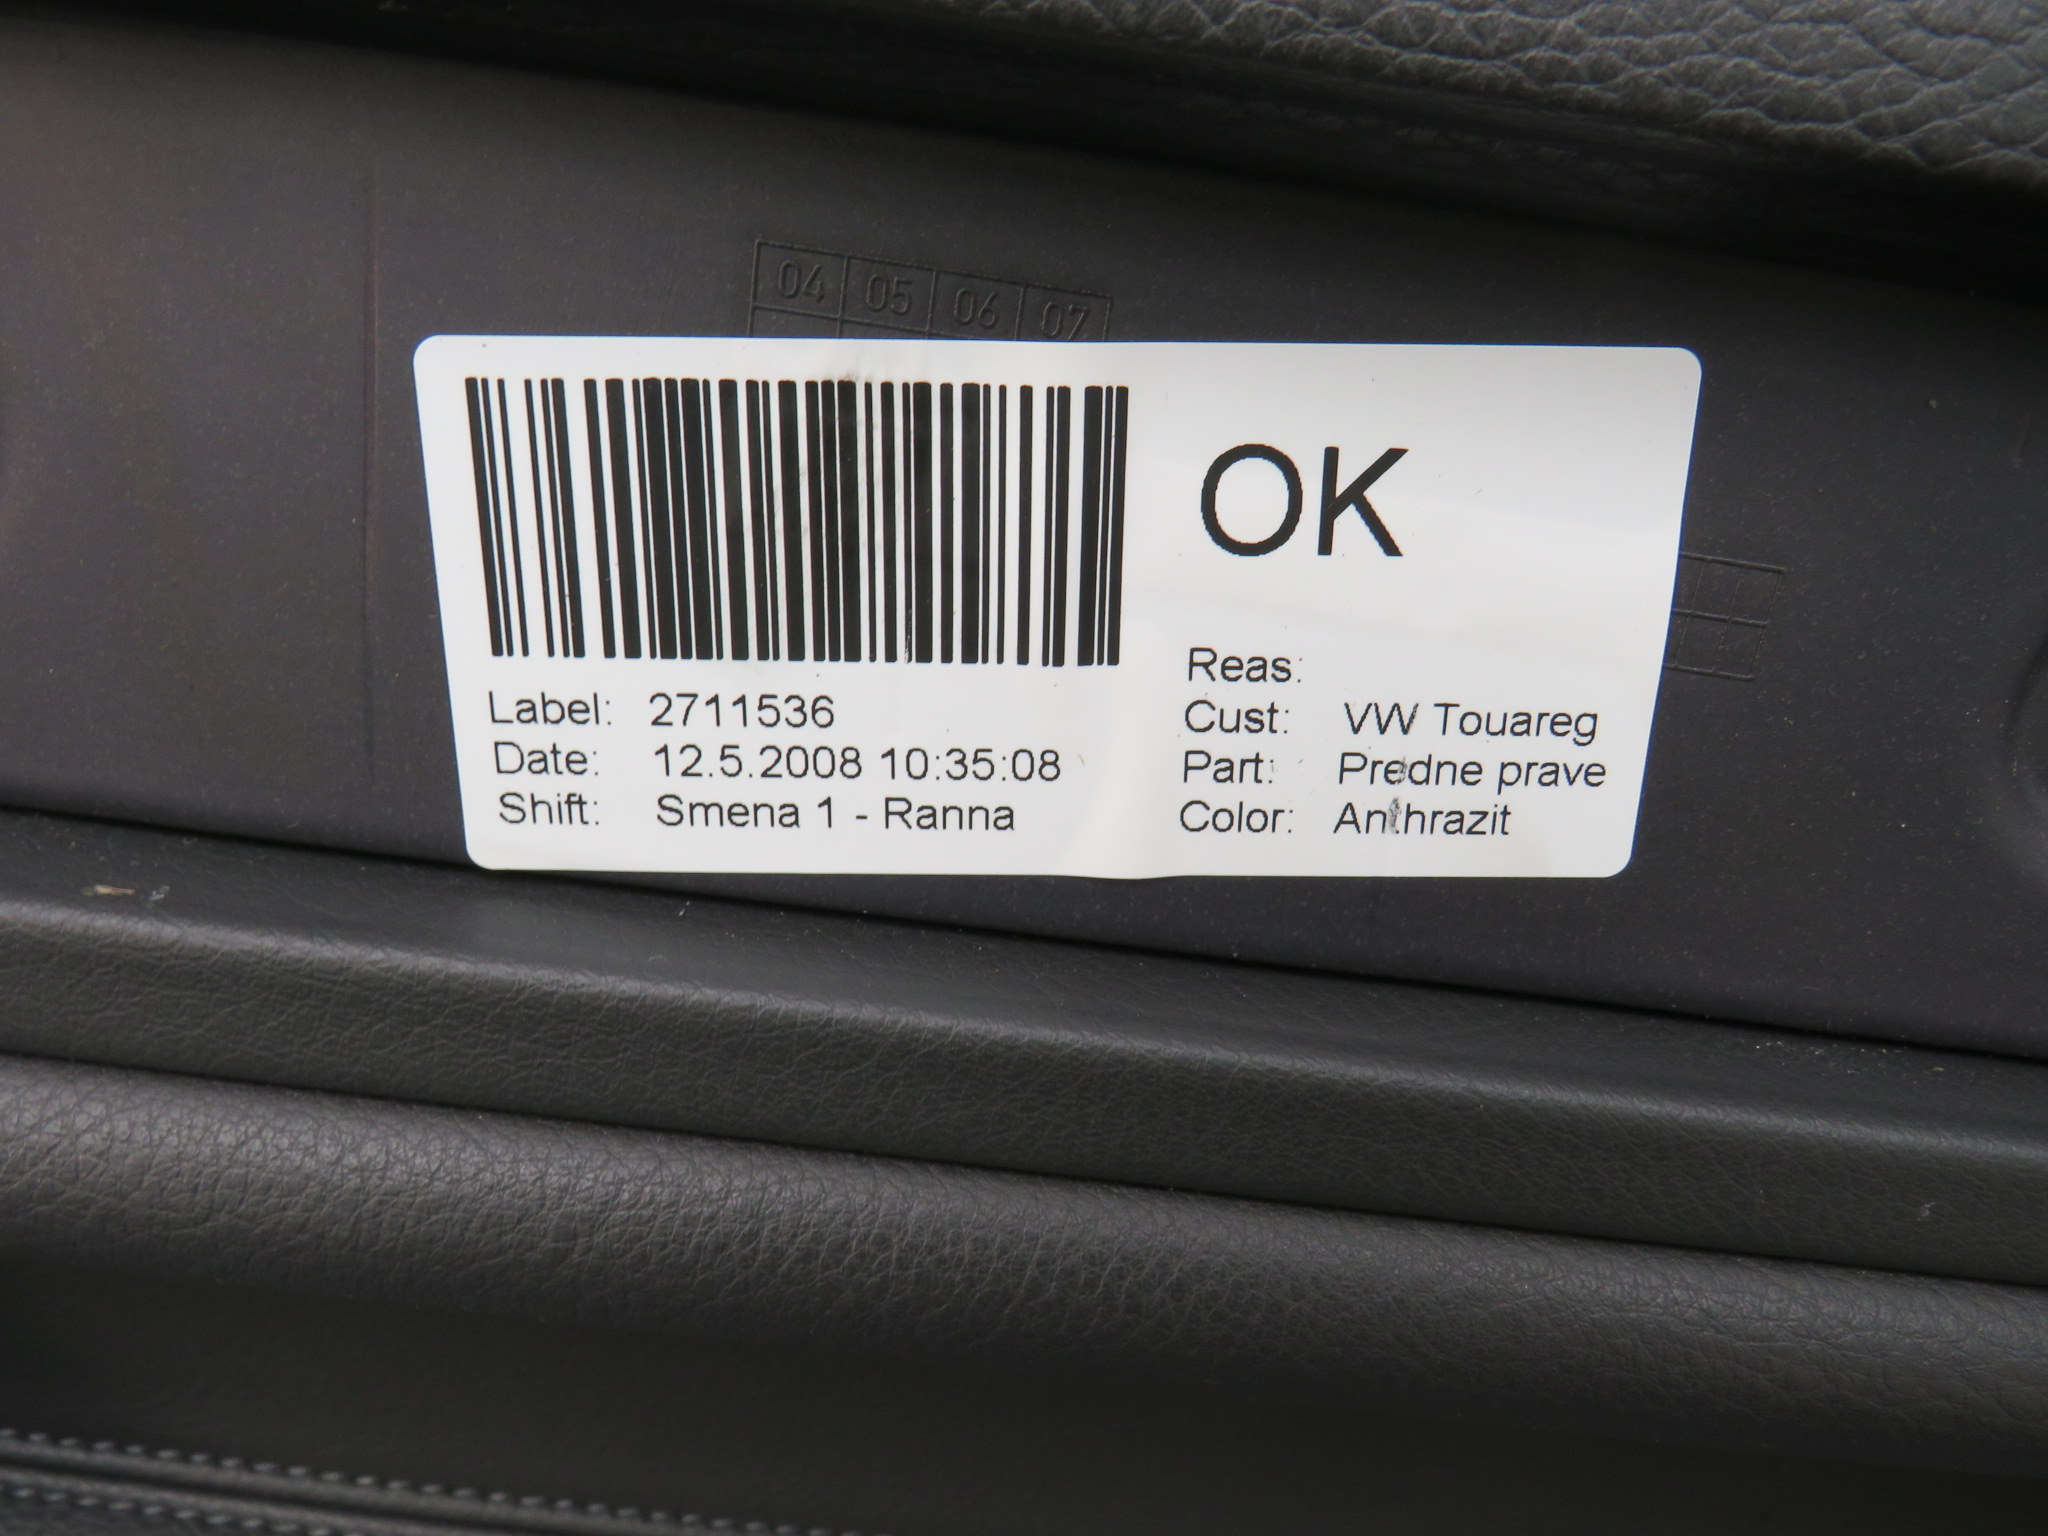 04 05 06 07
OK
Label: 2711536
Date: 12.5.2008 10:35:08
Shift: Smena 1 - Ranna
Reas:
Cust: VW Touareg
Part: Predne prave
Color: Anthrazit